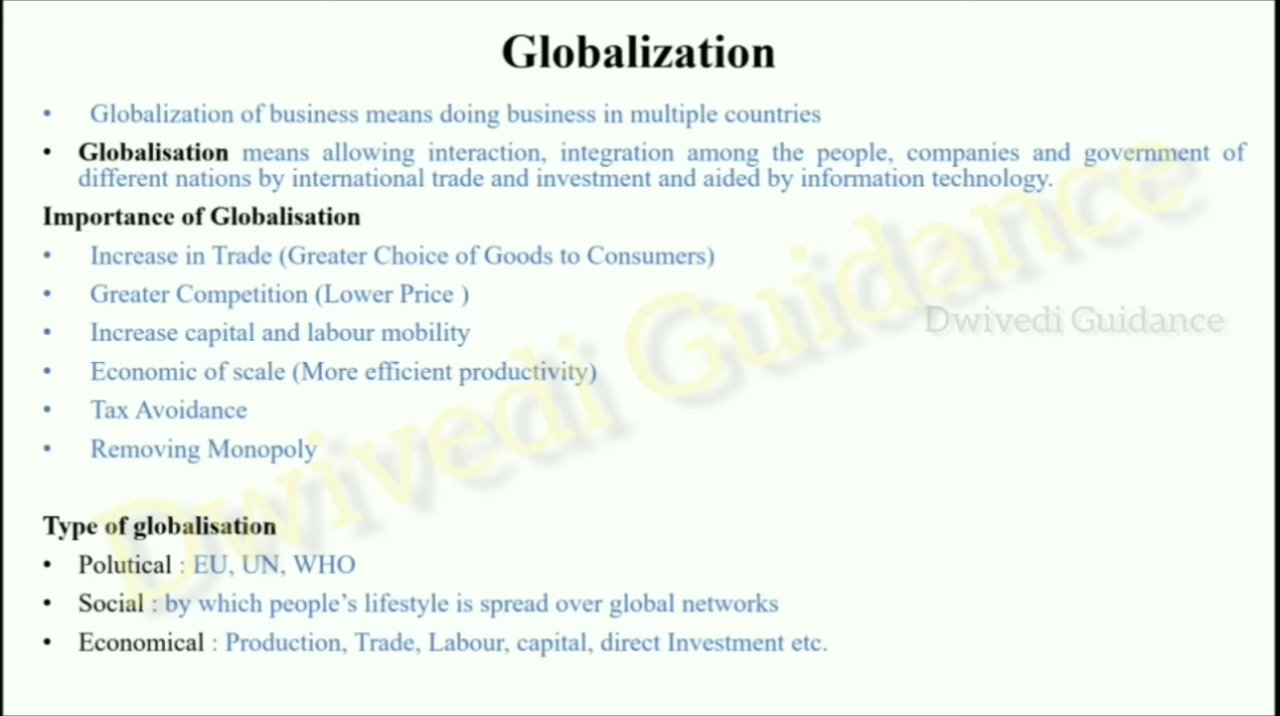 Globalization
• Globalization of business means doing business in multiple countries
• Globalisation means allowing interaction, integration among the people, companies and government of
different nations by international trade and investment and aided by information technology.
Importance of Globalisation
• Increase in Trade (Greater Choice of Goods to Consumers)
• Greater Competition (Lower Price )
• Increase capital and labour mobility
• Economic of scale (More efficient productivity)
• Tax Avoidance
• Removing Monopoly
Type of globalisation
• Polutical : EU, UN, WHO
• Social : by which people's lifestyle is spread over global networks
• Economical : Production, Trade, Labour, capital, direct Investment etc.
Dwivedi Guidance
Dwivedi Guidance